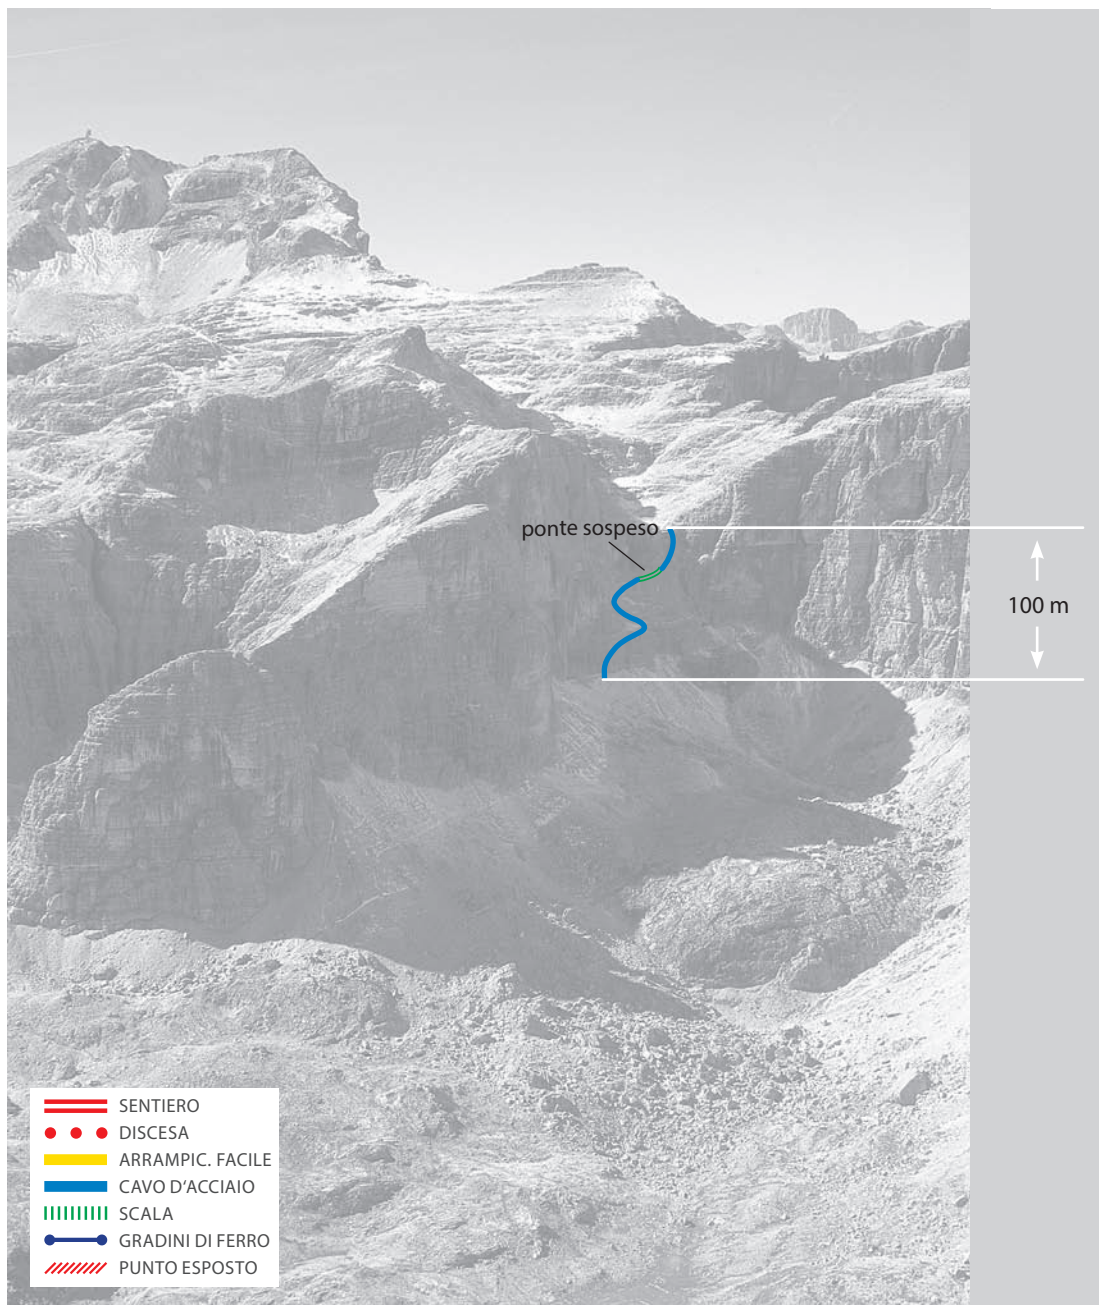 ponte sospeso
100 m
SENTIERO
DISCESA
ARRAMPIC. FACILE
CAVO D'ACCIAIO
SCALA
GRADINI DI FERRO
PUNTO ESPOSTO